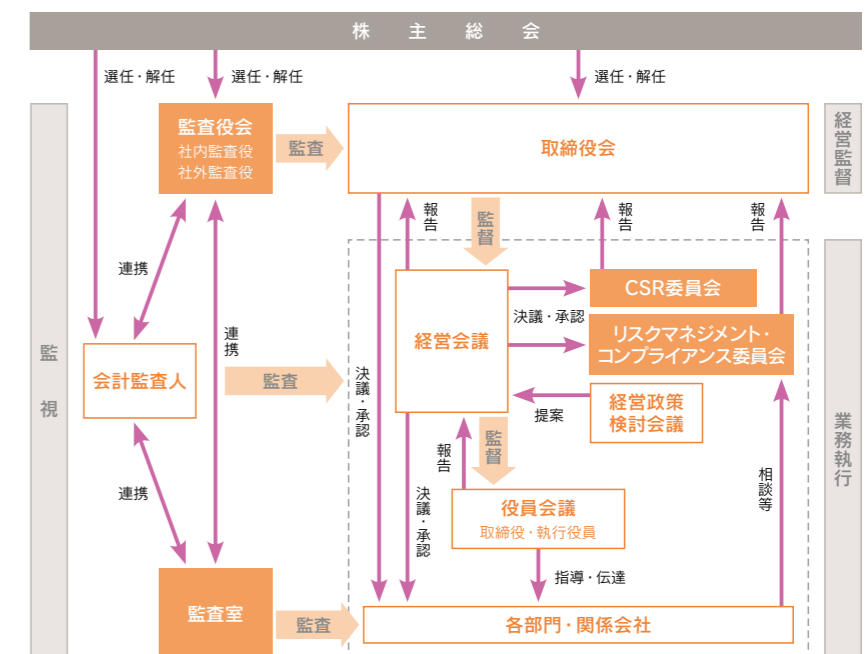 株主総会
選任・解任
選任・解任
選任・解任
監視
監査役会
社内監査役
社外監査役
監査
取締役会
経営監督
報告
監督
報告
報告
連携
連携
会計監査人
監査
決議・承認
経営会議
決議・承認
CSR委員会
リスクマネジメント・
コンプライアンス委員会
提案
経営政策
検討会議
業務執行
報告
監督
連携
決議・承認
役員会議
取締役・執行役員
相談等
指導・伝達
監査室
監査
各部門・関係会社